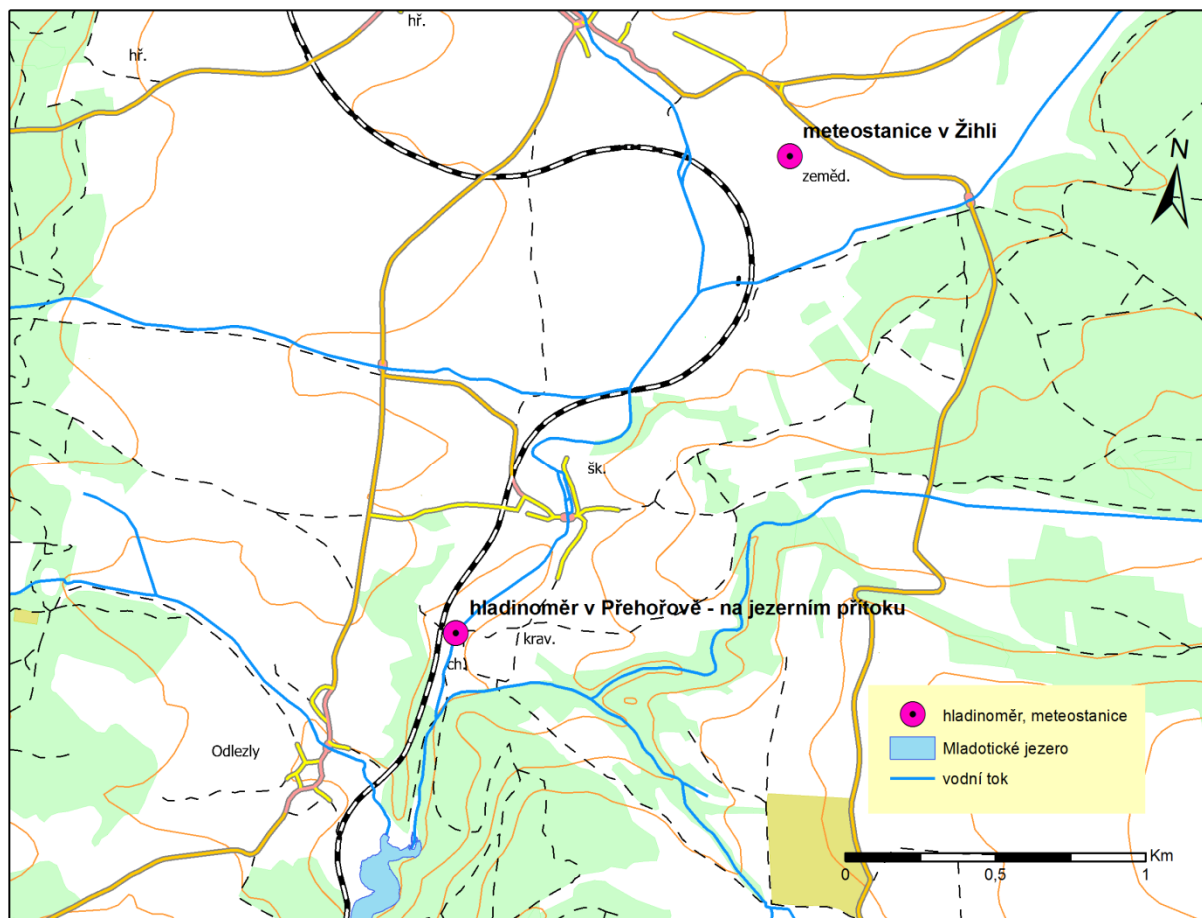 hř.
hř.
meteostanice v Žihli
zeměd.
N
šk.
hladinoměr v Přehořově - na jezerním přítoku
krav.
ch.
Odlezly
hladinoměr, meteostanice
Mladotické jezero
vodní tok
Km
0
0,5
1